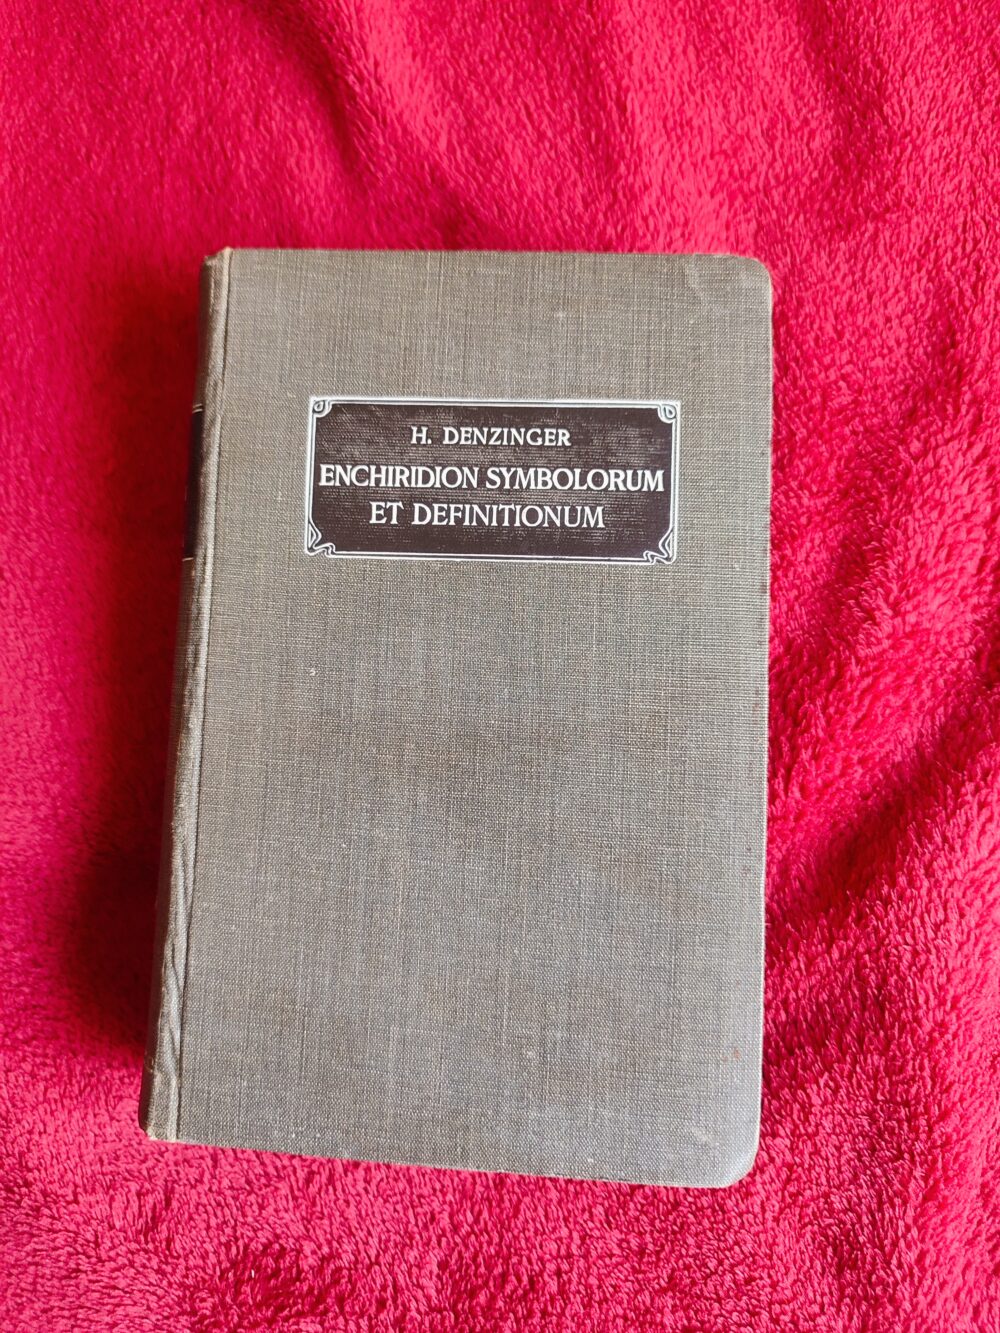 H. DENZINGER
ENCHIRIDION SYMBOLORUM
ET DEFINITIONUM